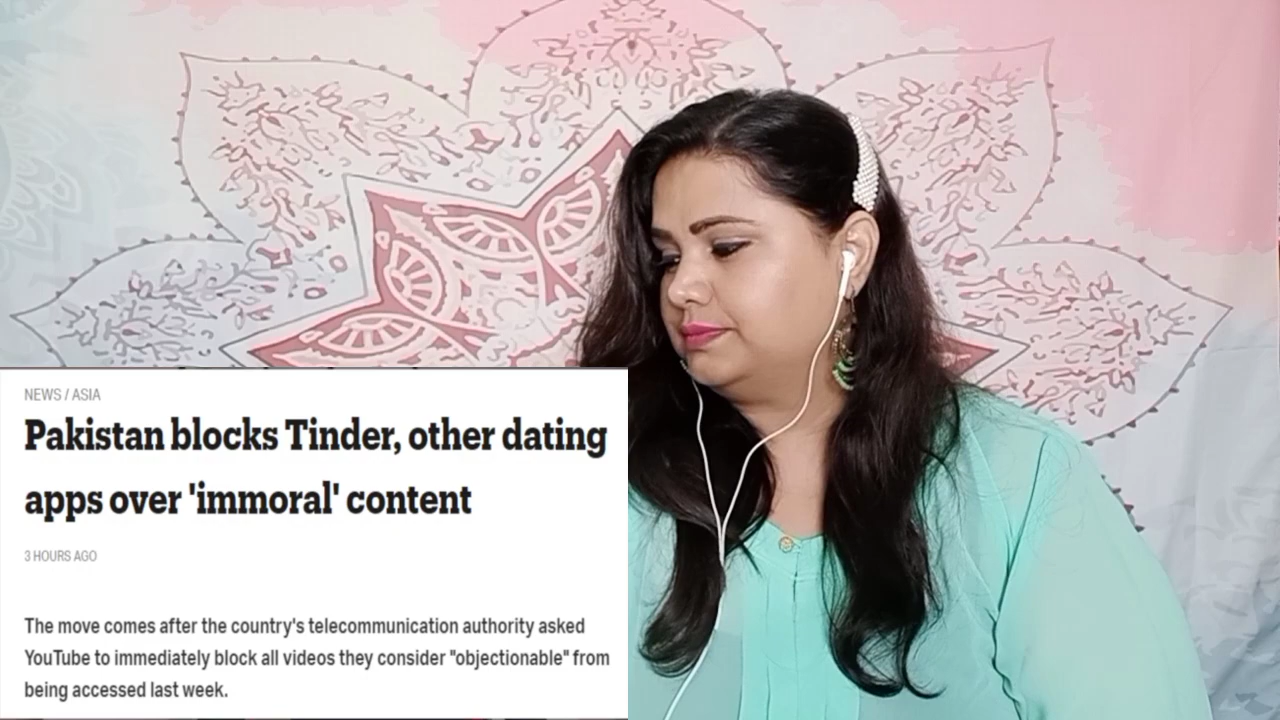 NEWS / ASIA
Pakistan blocks Tinder, other dating
apps over 'immoral' content
3 HOURS AGO
The move comes after the country's telecommunication authority asked
YouTube to immediately block all videos they consider "objectionable" from
being accessed last week.